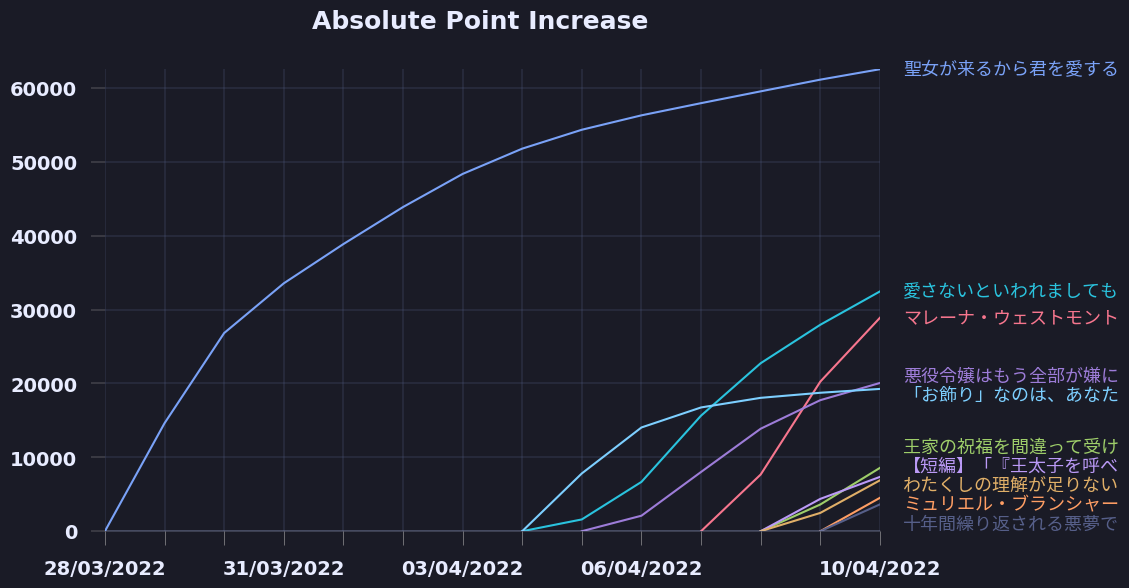 Absolute Point Increase
60000
50000
40000
30000
20000
10000
0
28/03/2022
31/03/2022
03/04/2022
06/04/2022
10/04/2022
聖女が来るから君を愛する
愛さないといわれましても
マレーナ・ウェストモント
悪役令嬢はもう全部が嫌に
「お飾り」なのは、あなた
王家の祝福を間違って受け
【短編】「『王太子を呼べ
わたくしの理解が足りない
ミュリエル・ブランシャー
十年間繰り返される悪夢で